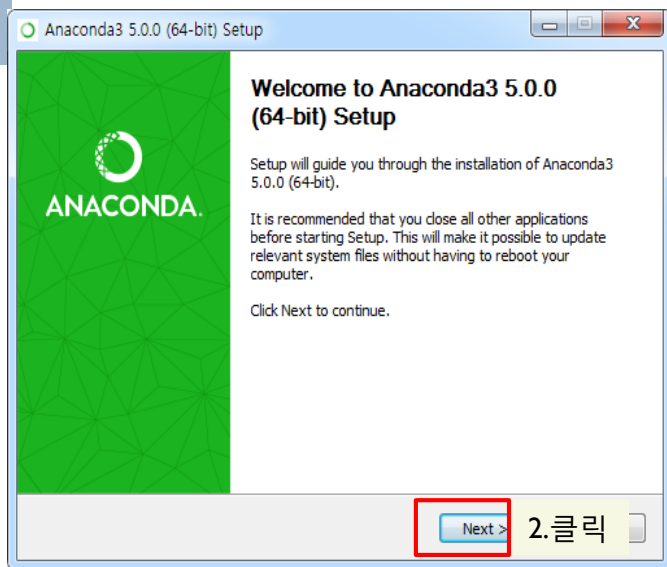 Anaconda3 5.0.0 (64-bit) Setup
Welcome to Anaconda3 5.0.0
(64-bit) Setup
Setup will guide you through the installation of Anaconda3
5.0.0 (64-bit).
It is recommended that you close all other applications
before starting Setup. This will make it possible to update
relevant system files without having to reboot your
computer.
Click Next to continue.
ANACONDA.
Next > 2.클릭